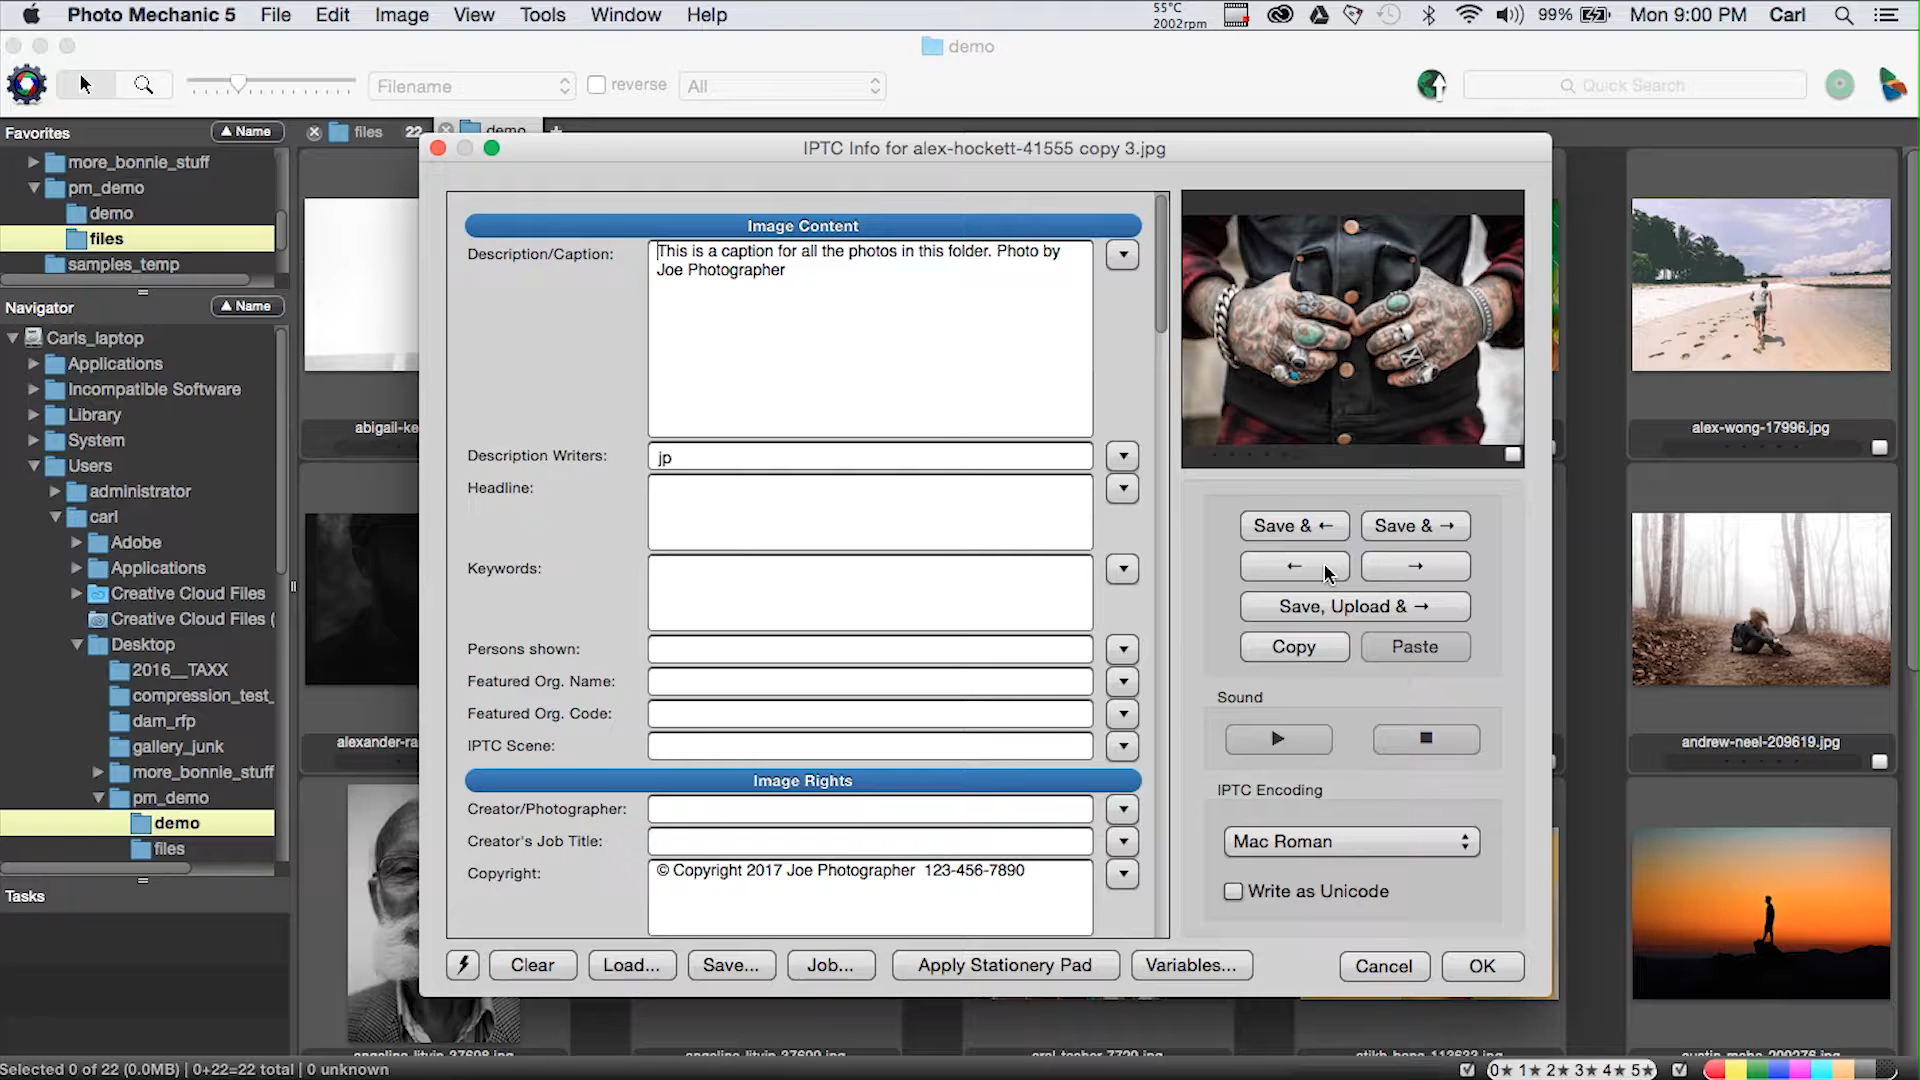 Photo Mechanic 5 File Edit Image View Tools Window Help
55°C
2002rpm
99% Mon 9:00 PM Carl
demo
Filename
reverse
All
Quick Search
Favorites
Name
files 22
demo
more_bonnie_stuff
pm_demo
demo
files
samples_temp
Navigator
Name
Carls_laptop
Applications
Incompatible Software
Library
System
Users
administrator
carl
Adobe
Applications
Creative Cloud Files
Creative Cloud Files (
Desktop
2016__TAXX
compression_test_
dam_rfp
gallery_junk
more_bonnie_stuff
pm_demo
demo
files
Tasks
IPTC Info for alex-hockett-41555 copy 3.jpg
Image Content
Description/Caption:
This is a caption for all the photos in this folder. Photo by
Joe Photographer
Description Writers:
jp
Headline:
Keywords:
Persons shown:
Featured Org. Name:
Featured Org. Code:
IPTC Scene:
Image Rights
Creator/Photographer:
Creator's Job Title:
Copyright:
© Copyright 2017 Joe Photographer 123-456-7890
Clear
Load...
Save...
Job...
Apply Stationery Pad
Variables...
Save & ←
Save & →
←
→
Save, Upload & →
Copy
Paste
Sound
IPTC Encoding
Mac Roman
Write as Unicode
Cancel
OK
abigail-ke
alexander-ra
alex-wong-17996.jpg
andrew-neel-209619.jpg
Selected 0 of 22 (0.0MB) | 0+22=22 total | 0 unknown
0★ 1★ 2★ 3★ 4★ 5★